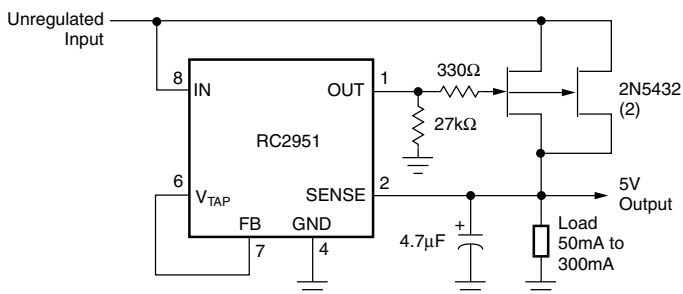 Unregulated
Input
8
IN
OUT
1
330Ω
2N5432
(2)
27kΩ
RC2951
6
VTAP
SENSE
2
5V
Output
FB
GND
7
4
4.7µF
+
Load
50mA to
300mA